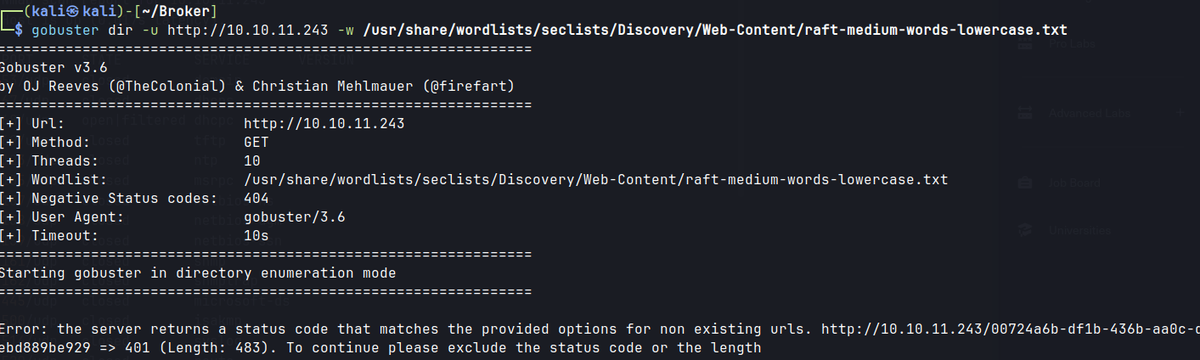 (kali㉿kali)-[~/Broker]
$ gobuster dir -u http://10.10.11.243 -w /usr/share/wordlists/seclists/Discovery/Web-Content/raft-medium-words-lowercase.txt
===============================================================
Gobuster v3.6
by OJ Reeves (@TheColonial) & Christian Mehlmauer (@firefart)
===============================================================
[+] Url: http://10.10.11.243
[+] Method: GET
[+] Threads: 10
[+] Wordlist: /usr/share/wordlists/seclists/Discovery/Web-Content/raft-medium-words-lowercase.txt
[+] Negative Status codes: 404
[+] User Agent: gobuster/3.6
[+] Timeout: 10s
===============================================================
Starting gobuster in directory enumeration mode
===============================================================
Error: the server returns a status code that matches the provided options for non existing urls. http://10.10.11.243/00724a6b-df1b-436b-aa0c-
ebd889be929 => 401 (Length: 483). To continue please exclude the status code or the length